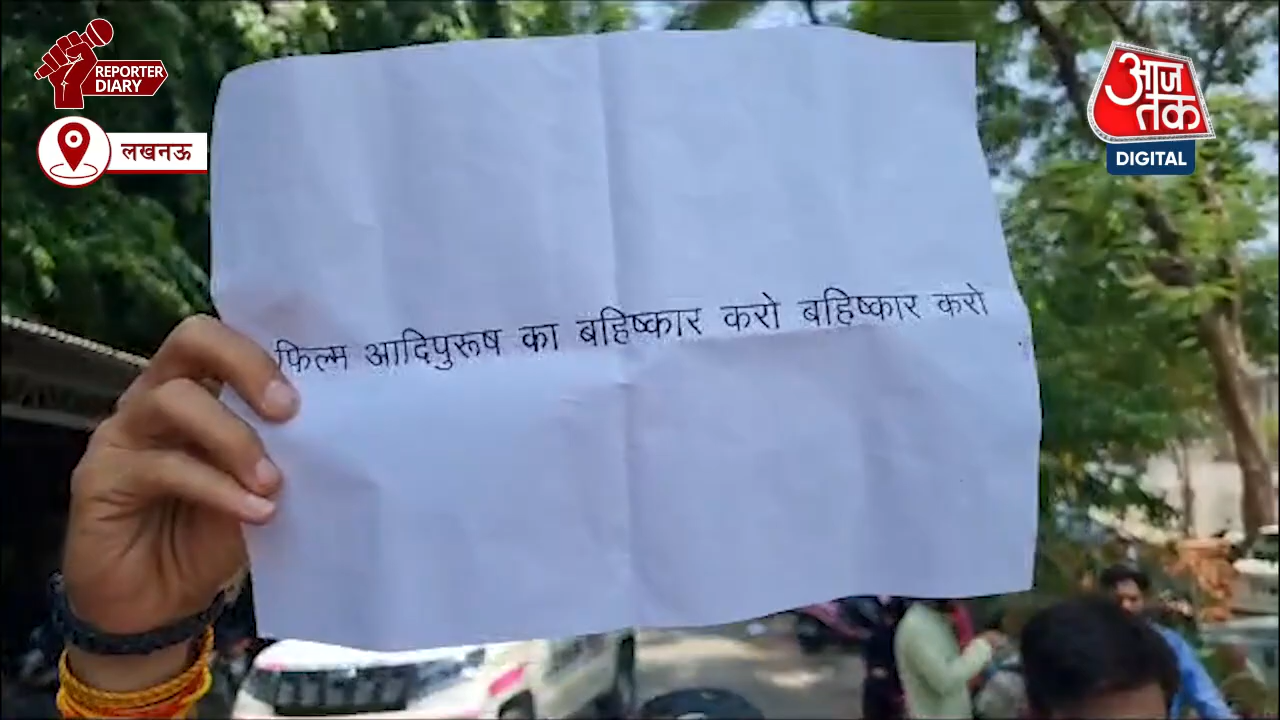 REPORTER
DIARY
लखनऊ
आज
तक
DIGITAL
फिल्म आदिपुरूष का बहिष्कार करो बहिष्कार करो